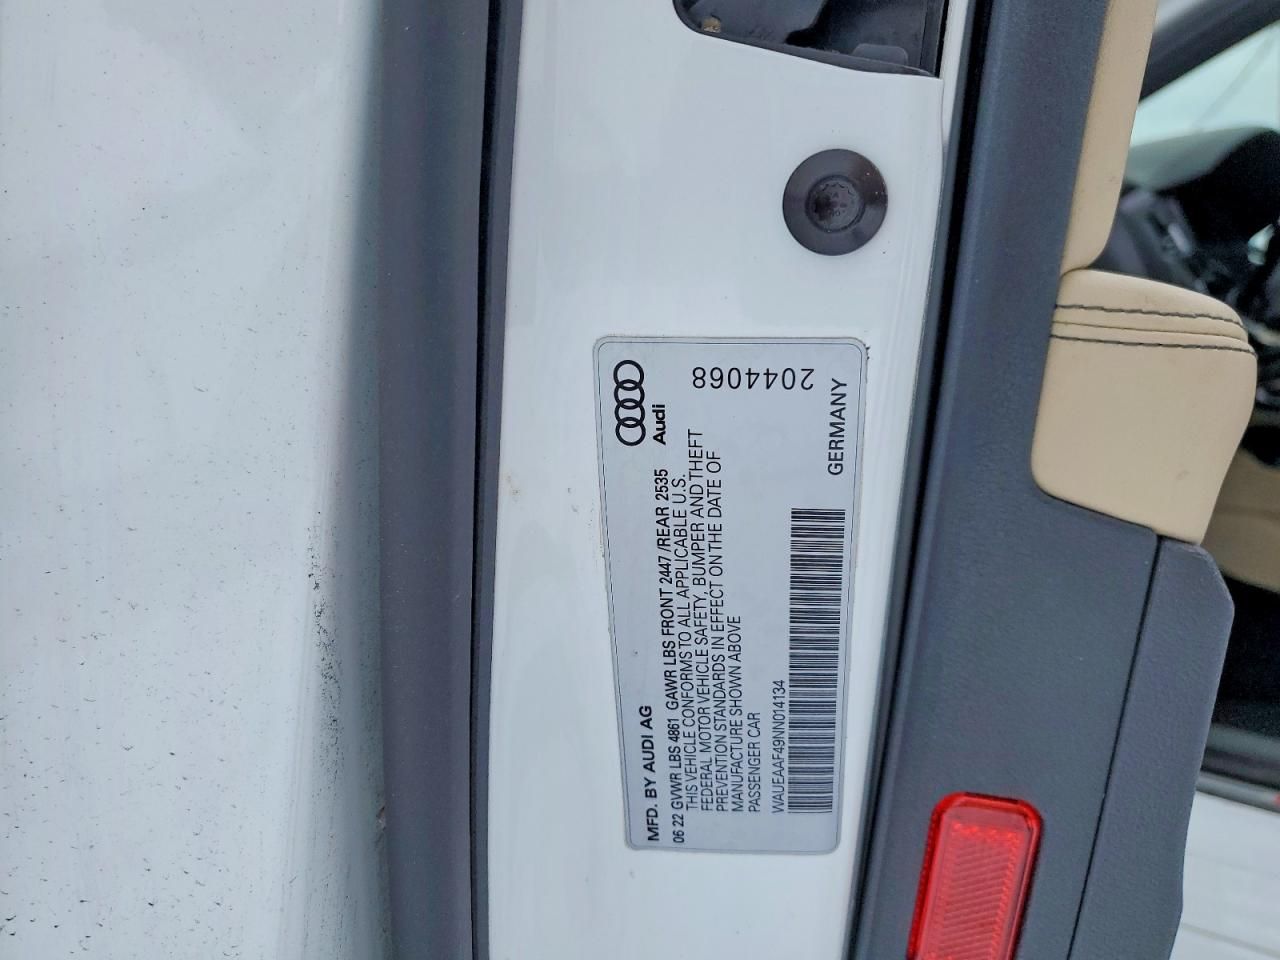 Audi
MFD. BY AUDI AG
06 22 GVWR LBS 4861 GAWR LBS FRONT 2447 /REAR 2535
THIS VEHICLE CONFORMS TO ALL APPLICABLE U.S.
FEDERAL MOTOR VEHICLE SAFETY, BUMPER AND THEFT
PREVENTION STANDARDS IN EFFECT ON THE DATE OF
MANUFACTURE SHOWN ABOVE
PASSENGER CAR
WAUEAAF49NN014134
GERMANY
2044068